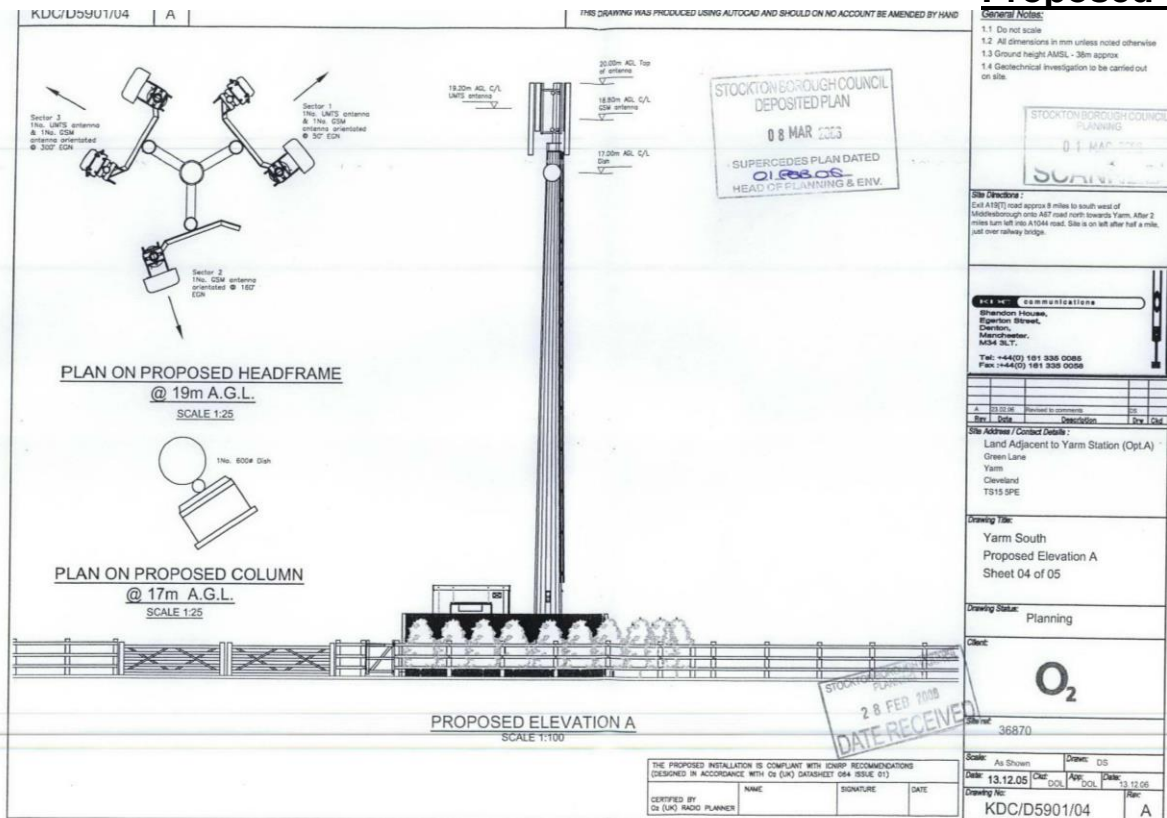 Proposed
KDC/D5901/04 A
THIS DRAWING WAS PRODUCED USING AUTOCAD AND SHOULD ON NO ACCOUNT BE AMENDED BY HAND
Sector 3
1No. UMTS antenna
& 1No. GSM
antenna orientated
@ 300° EGN
Sector 1
1No. UMTS antenna
& 1No. GSM
antenna orientated
@ 50° EGN
Sector 2
1No. GSM antenna
orientated @ 160°
EGN
PLAN ON PROPOSED HEADFRAME
@ 19m A.G.L.
SCALE 1:25
1No. 600ø Dish
PLAN ON PROPOSED COLUMN
@ 17m A.G.L.
SCALE 1:25
19.20m AGL C/L
UMTS antenna
20.00m AGL Top
of antenna
18.80m AGL C/L
GSM antenna
17.00m AGL C/L
Dish
STOCKTON BOROUGH COUNCIL
DEPOSITED PLAN
08 MAR
SUPERCEDES PLAN DATED
HEAD OF PLANNING & ENV.
PROPOSED ELEVATION A
SCALE 1:100
STOCKTON
28 FEB 2006
DATE RECEIVED
THE PROPOSED INSTALLATION IS COMPLIANT WITH ICNIRP RECOMMENDATIONS
(DESIGNED IN ACCORDANCE WITH O2 (UK) DATASHEET 064 ISSUE 01)
CERTIFIED BY
O2 (UK) RADIO PLANNER
NAME SIGNATURE DATE
General Notes:
1.1 Do not scale
1.2 All dimensions in mm unless noted otherwise
1.3 Ground height AMSL - 38m approx
1.4 Geotechnical investigation to be carried out
on site.
STOCKTON BOROUGH COUNCIL
PLANNING
01 MAR
Site Directions :
Exit A19[T] road approx 8 miles to south west of
Middlesborough onto A67 road north towards Yarm. After 2
miles turn left into A1044 road. Site is on left after half a mile,
just over railway bridge.
communications
Shandon House,
Egerton Street,
Denton,
Manchester.
M34 3LT.
Tel: +44(0) 161 336 0085
Fax :+44(0) 161 335 0056
A 23.02.06 Revised to comments DS
Rev Date Description Drw Ckd
Site Address / Contact Details :
Land Adjacent to Yarm Station (Opt.A)
Green Lane
Yarm
Cleveland
TS15 5PE
Drawing Title:
Yarm South
Proposed Elevation A
Sheet 04 of 05
Drawing Status:
Planning
Client:
O2
Site ref:
36870
Scale: As Shown Drawn: DS
Date: 13.12.05 Ckd: DOL App: DOL Date: 13.12.05
Drawing No: Rev:
KDC/D5901/04 A